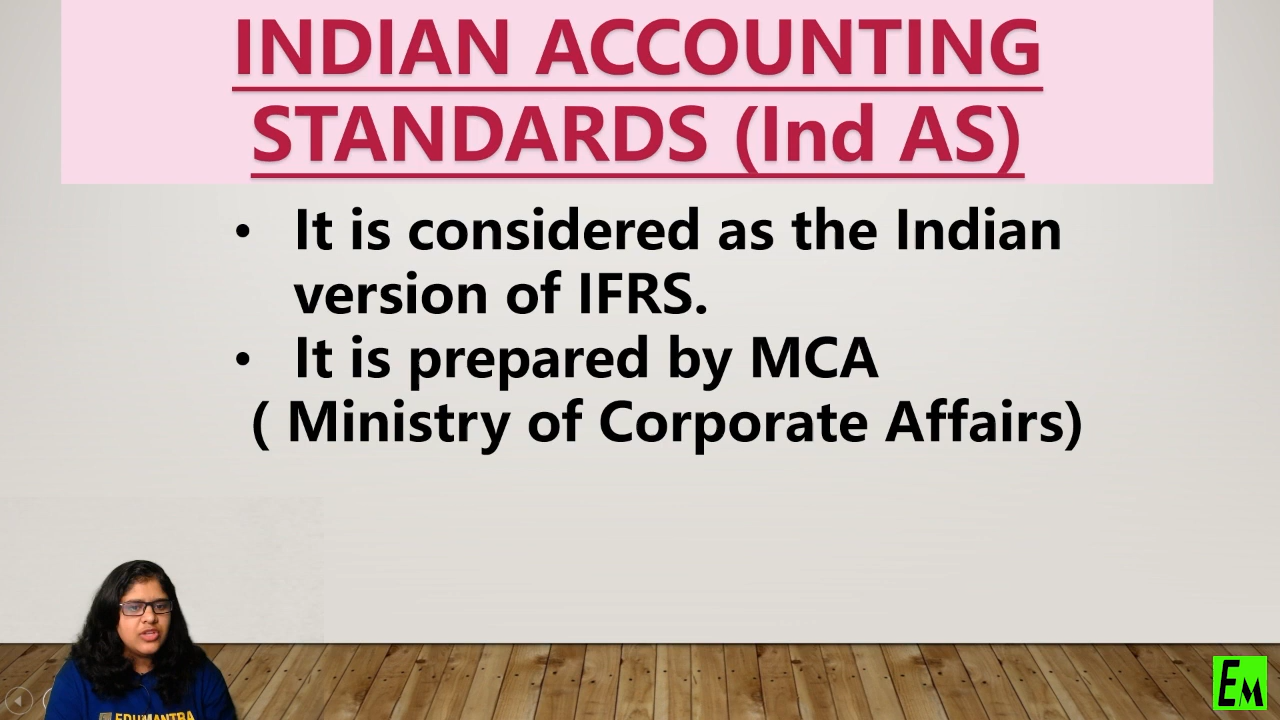 INDIAN ACCOUNTING
STANDARDS (Ind AS)
• It is considered as the Indian
version of IFRS.
• It is prepared by MCA
( Ministry of Corporate Affairs)
EDUMANTRA
EM